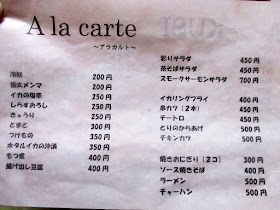 A la carte
～アラカルト～
冷奴 200円
極太メンマ 200円
イカの塩辛 250円
しらすおろし 250円
きゅうり 250円
とまと 300円
つけもの 350円
ホタルイカの沖漬 350円
もつ煮 400円
揚げ出し豆腐 400円
彩りサラダ 450円
茶そばサラダ 450円
スモークサーモンサラダ 700円
イカリングフライ 400円
串カツ（2本） 450円
チートロ 450円
とりのからあげ 500円
チキンカツ 500円
焼きおにぎり（2コ） 300円
ソース焼きそば 400円
ラーメン 500円
チャーハン 500円